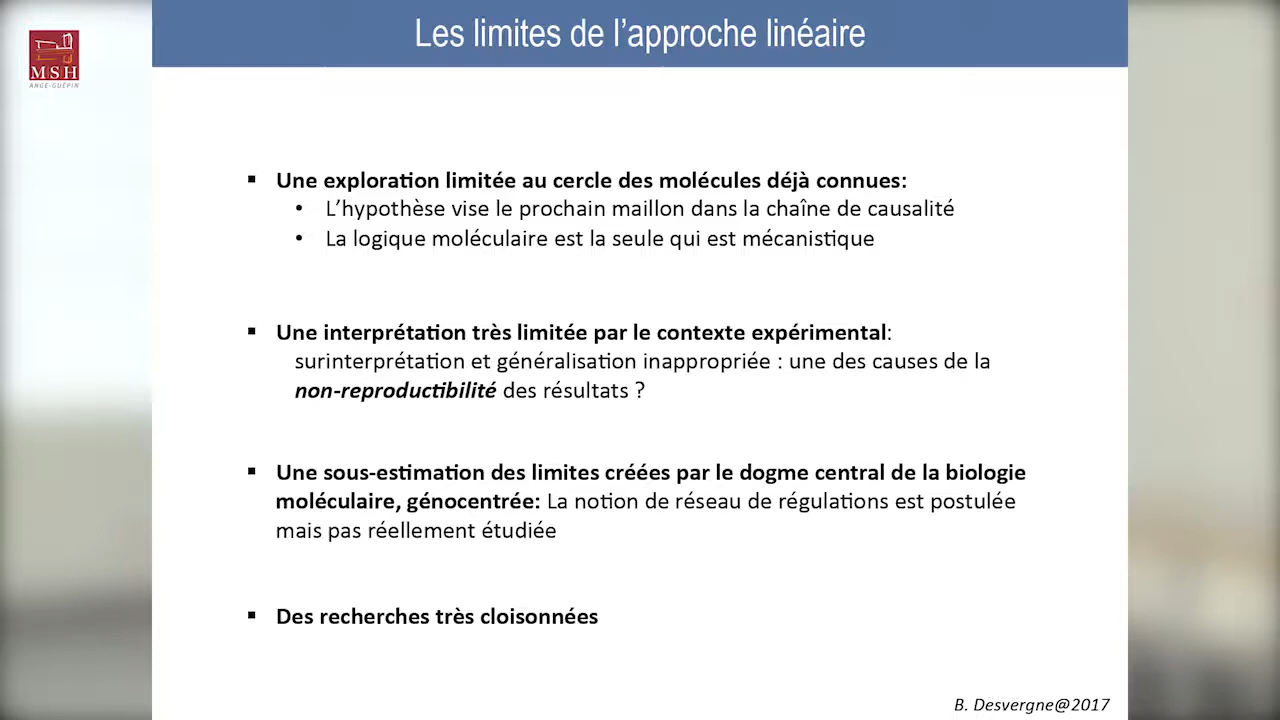 Les limites de l'approche linéaire
MSH
ANGE-GUÉPIN
▪ Une exploration limitée au cercle des molécules déjà connues:
• L'hypothèse vise le prochain maillon dans la chaîne de causalité
• La logique moléculaire est la seule qui est mécanistique
▪ Une interprétation très limitée par le contexte expérimental:
surinterprétation et généralisation inappropriée : une des causes de la
non-reproductibilité des résultats ?
▪ Une sous-estimation des limites créées par le dogme central de la biologie
moléculaire, génocentrée: La notion de réseau de régulations est postulée
mais pas réellement étudiée
▪ Des recherches très cloisonnées
B. Desvergne@2017